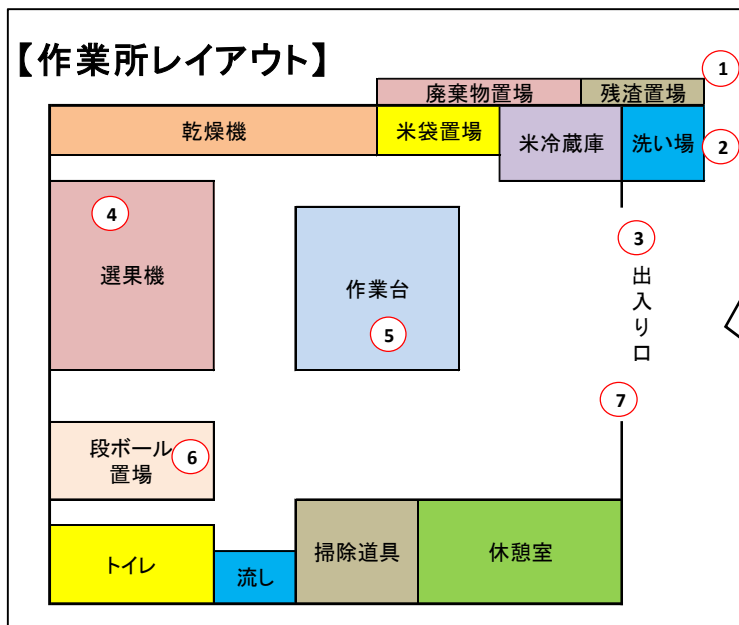 【作業所レイアウト】
1
廃棄物置場
残渣置場
乾燥機
米袋置場
米冷蔵庫
洗い場
2
4
選果機
作業台
5
3
出入り口
7
段ボール
置場
6
トイレ
流し
掃除道具
休憩室